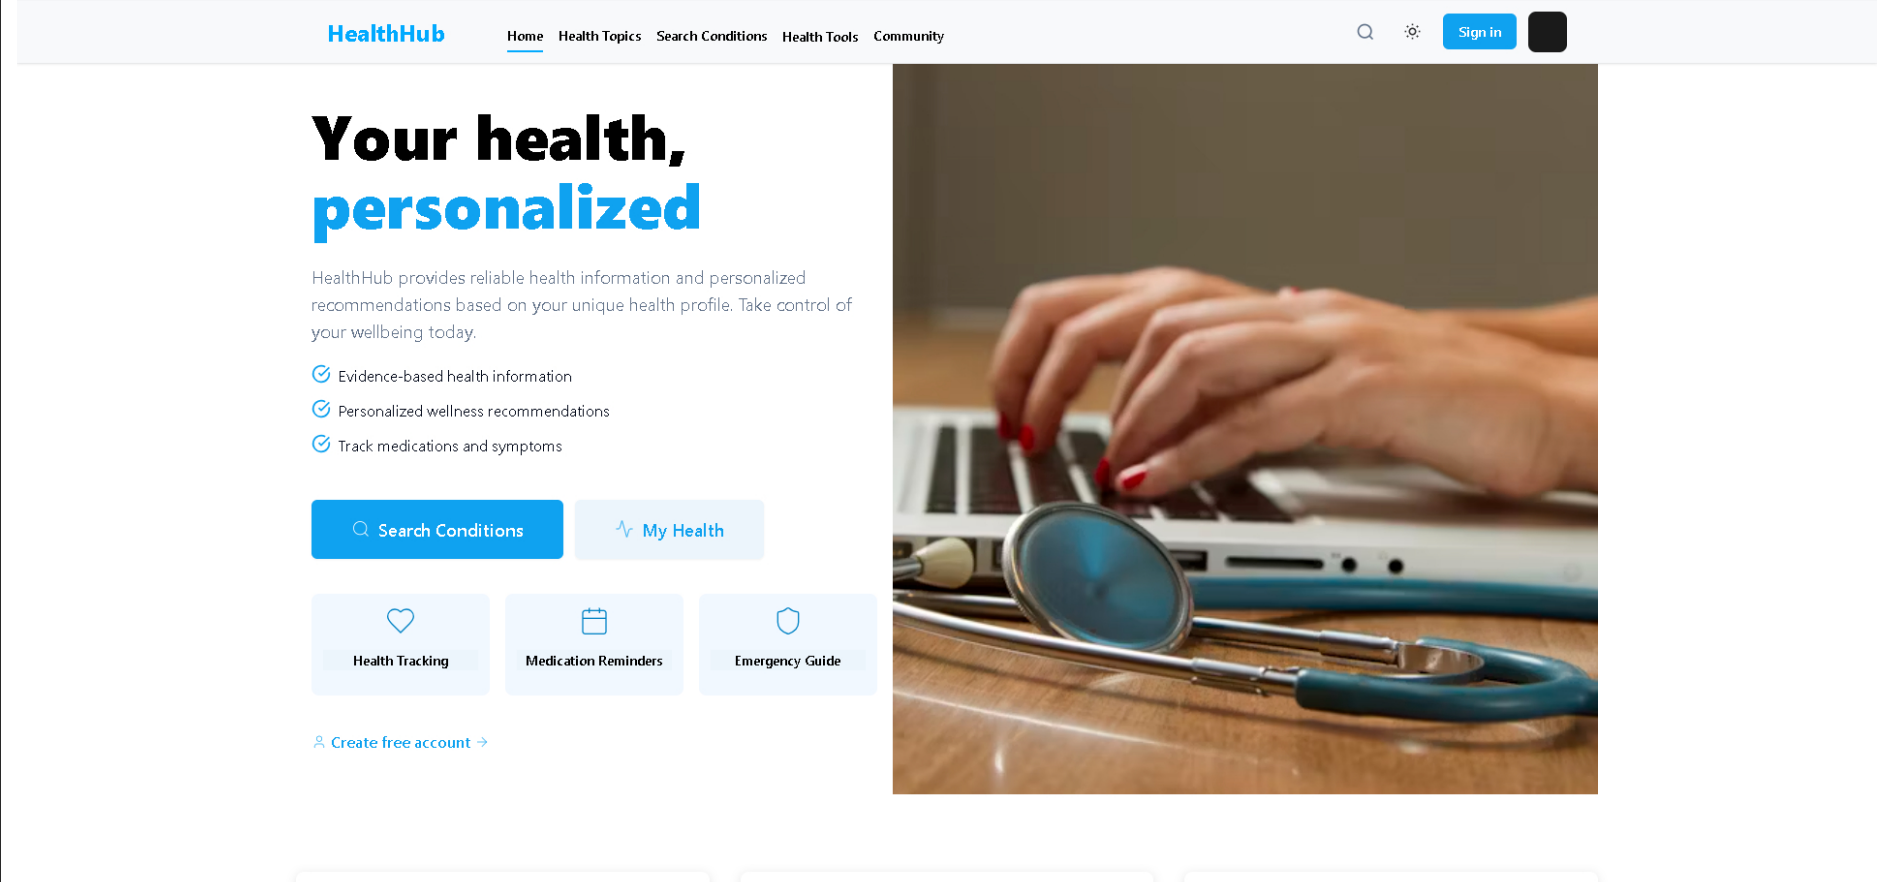 HealthHub
Home Health Topics Search Conditions Health Tools Community
Sign in
Your health,
personalized
HealthHub provides reliable health information and personalized
recommendations based on your unique health profile. Take control of
your wellbeing today.
Evidence-based health information
Personalized wellness recommendations
Track medications and symptoms
Search Conditions
My Health
Health Tracking
Medication Reminders
Emergency Guide
Create free account